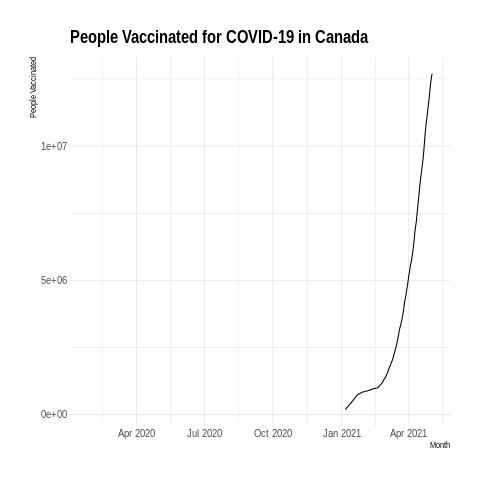 People Vaccinated for COVID-19 in Canada
People Vaccinated
1e+07
5e+06
0e+00
Apr 2020 Jul 2020 Oct 2020 Jan 2021 Apr 2021
Month